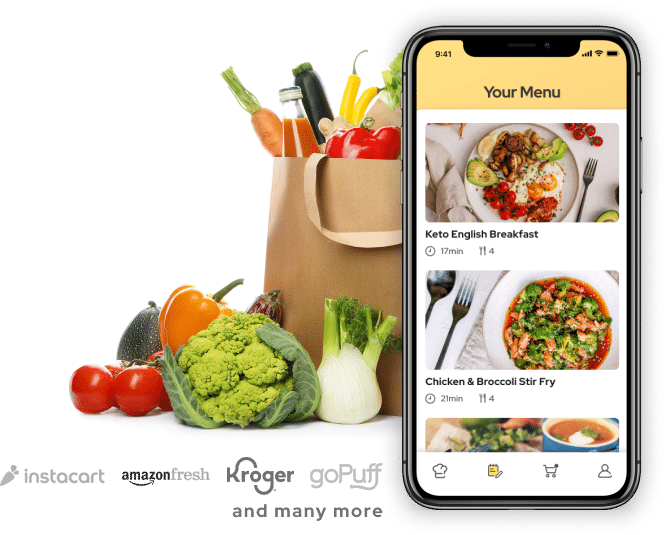 9:41
Your Menu
Keto English Breakfast
17min 4
Chicken & Broccoli Stir Fry
21min 4
instacart amazonfresh Kroger goPuff
and many more